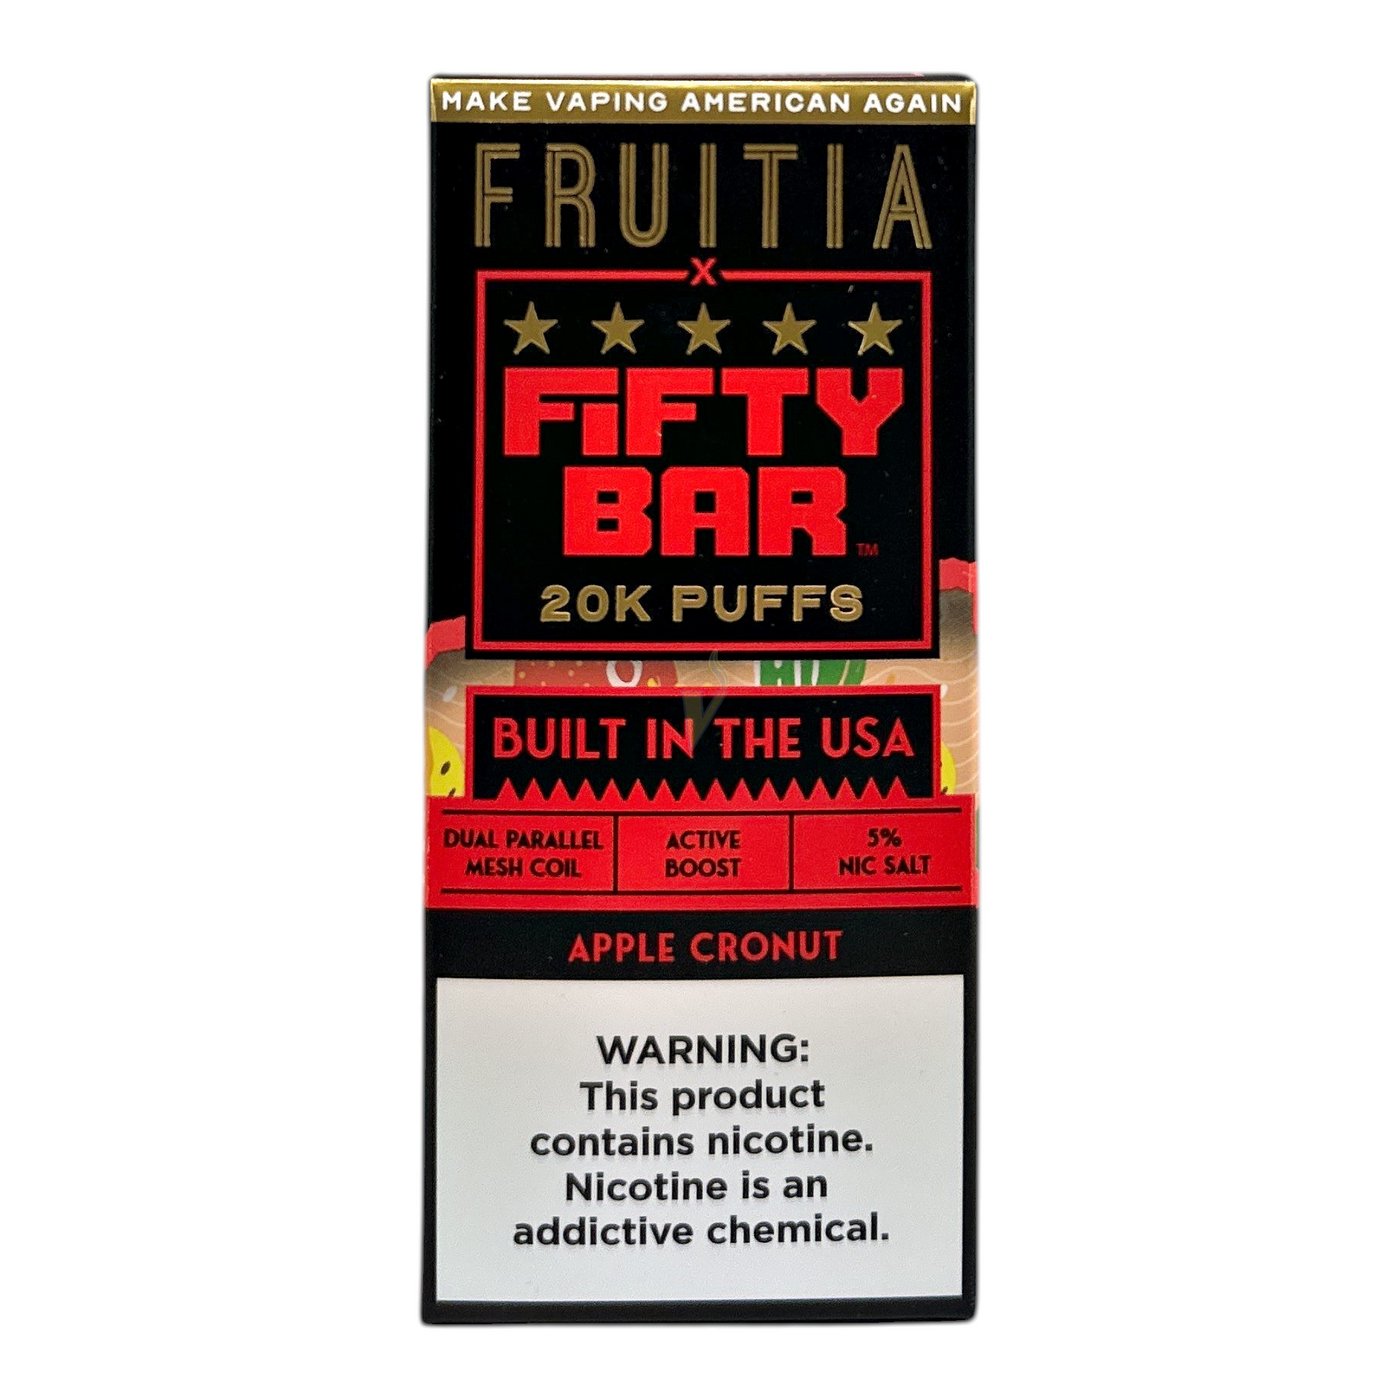 MAKE VAPING AMERICAN AGAIN
FRUITIA
X
FiFTY
BAR™
20K PUFFS
BUILT IN THE USA
DUAL PARALLEL
MESH COIL
ACTIVE
BOOST
5%
NIC SALT
APPLE CRONUT
WARNING:
This product
contains nicotine.
Nicotine is an
addictive chemical.